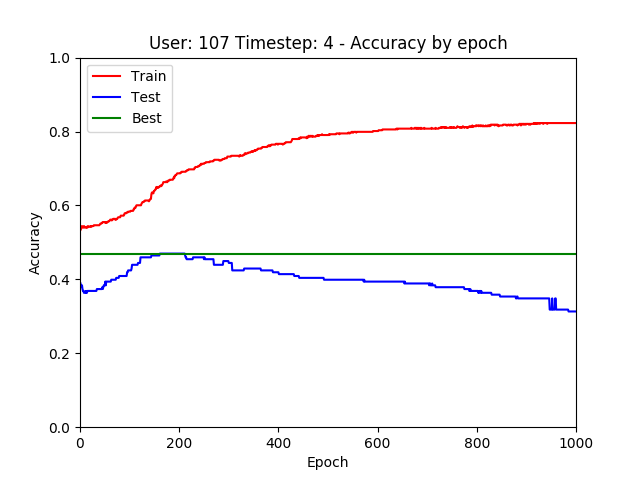 User: 107 Timestep: 4 - Accuracy by epoch
1.0
0.8
0.6
0.4
0.2
0.0
Accuracy
Train
Test
Best
0 200 400 600 800 1000
Epoch